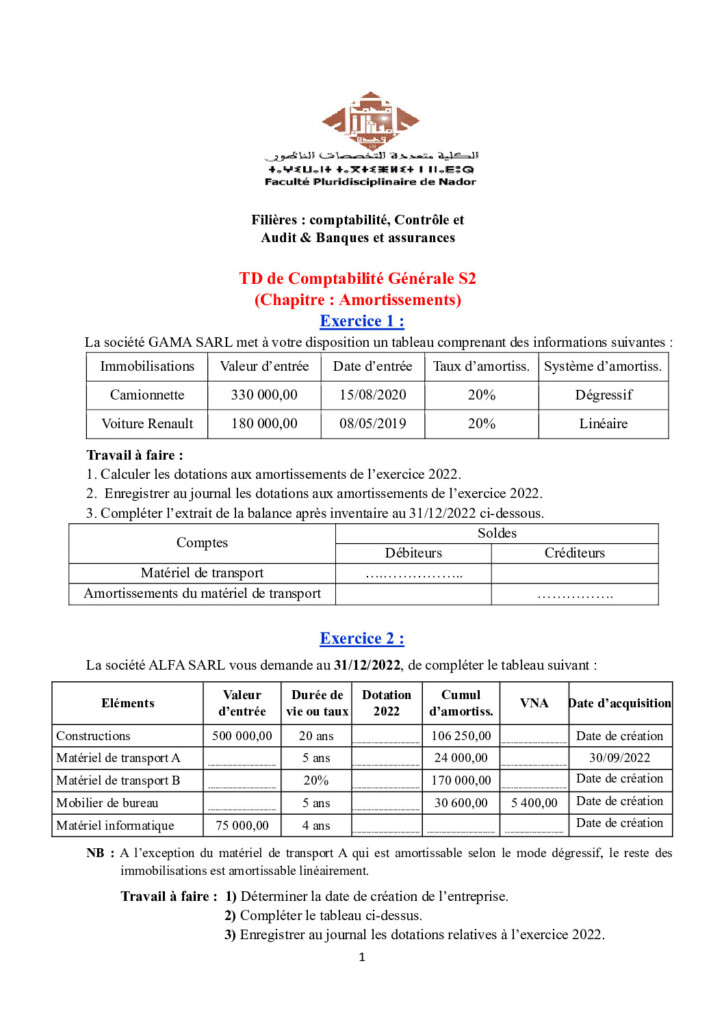 الكلية متعددة التخصصات الناظور
Faculté Pluridisciplinaire de Nador
Filières : comptabilité, Contrôle et
Audit & Banques et assurances
TD de Comptabilité Générale S2
(Chapitre : Amortissements)
Exercice 1 :
La société GAMA SARL met à votre disposition un tableau comprenant des informations suivantes :
Immobilisations Valeur d’entrée Date d’entrée Taux d’amortiss. Système d’amortiss.
Camionnette 330 000,00 15/08/2020 20% Dégressif
Voiture Renault 180 000,00 08/05/2019 20% Linéaire
Travail à faire :
1. Calculer les dotations aux amortissements de l’exercice 2022.
2. Enregistrer au journal les dotations aux amortissements de l’exercice 2022.
3. Compléter l’extrait de la balance après inventaire au 31/12/2022 ci-dessous.
Comptes Soldes
Débiteurs Créditeurs
Matériel de transport ………………..
Amortissements du matériel de transport …………….
Exercice 2 :
La société ALFA SARL vous demande au 31/12/2022, de compléter le tableau suivant :
Eléments Valeur d’entrée Durée de vie ou taux Dotation 2022 Cumul d’amortiss. VNA Date d’acquisition
Constructions 500 000,00 20 ans 106 250,00 Date de création
Matériel de transport A 5 ans 24 000,00 30/09/2022
Matériel de transport B 20% 170 000,00 Date de création
Mobilier de bureau 5 ans 30 600,00 5 400,00 Date de création
Matériel informatique 75 000,00 4 ans Date de création
NB : A l’exception du matériel de transport A qui est amortissable selon le mode dégressif, le reste des
immobilisations est amortissable linéairement.
Travail à faire : 1) Déterminer la date de création de l’entreprise.
2) Compléter le tableau ci-dessus.
3) Enregistrer au journal les dotations relatives à l’exercice 2022.
1